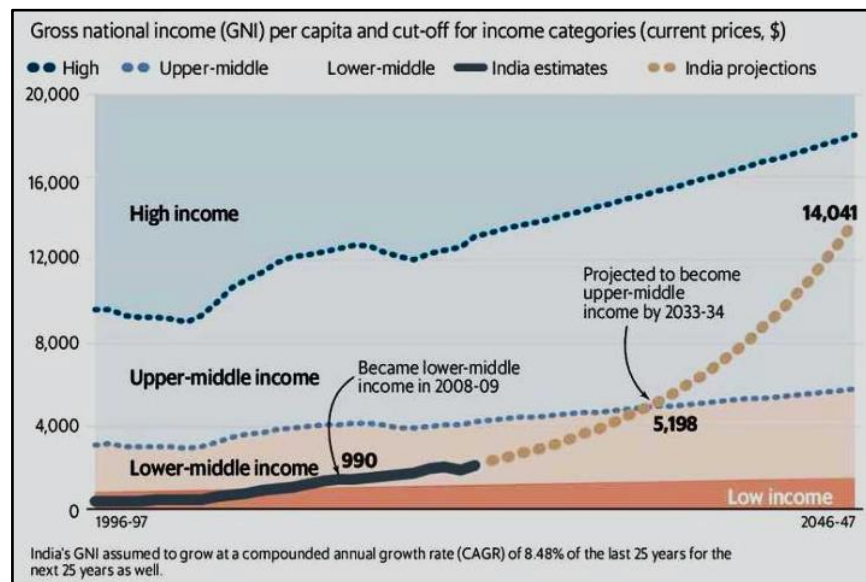 Gross national income (GNI) per capita and cut-off for income categories (current prices, $)
High Upper-middle Lower-middle India estimates India projections
20,000
16,000
High income
14,041
12,000
Projected to become
upper-middle
income by 2033-34
8,000
Became lower-middle
income in 2008-09
Upper-middle income
4,000
5,198
Lower-middle income
990
Low income
0
1996-97
2046-47
India's GNI assumed to grow at a compounded annual growth rate (CAGR) of 8.48% of the last 25 years for the
next 25 years as well.